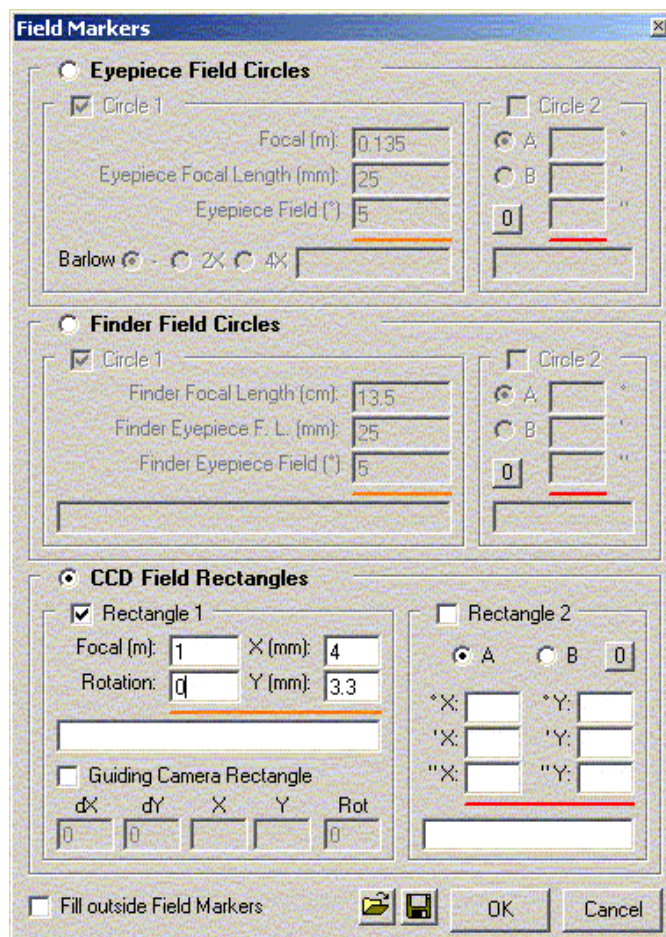 Field Markers
Eyepiece Field Circles
Circle 1
Circle 2
Focal (m): 0.135
A °
Eyepiece Focal Length (mm): 25
B '
Eyepiece Field (°) 5
0 "
Barlow - 2X 4X
Finder Field Circles
Circle 1
Circle 2
Finder Focal Length (cm): 13.5
A °
Finder Eyepiece F. L. (mm): 25
B '
Finder Eyepiece Field (°) 5
0 "
CCD Field Rectangles
Rectangle 1
Focal (m): 1 X (mm): 4
Rotation: 0 Y (mm): 3.3
Guiding Camera Rectangle
dX dY X Y Rot
0 0 0
Rectangle 2
A B 0
°X: °Y:
'X: 'Y:
"X: "Y:
Fill outside Field Markers
OK
Cancel